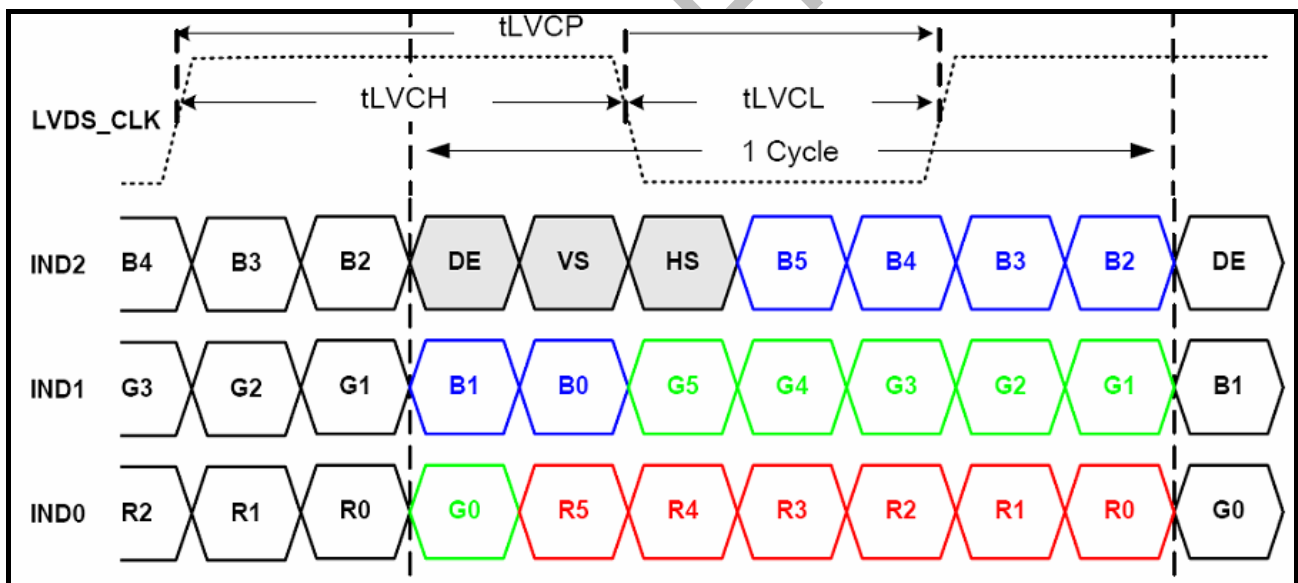 tLVCP
tLVCH
tLVCL
LVDS_CLK
1 Cycle
IND2 B4 B3 B2 DE VS HS B5 B4 B3 B2 DE
IND1 G3 G2 G1 B1 B0 G5 G4 G3 G2 G1 B1
IND0 R2 R1 R0 G0 R5 R4 R3 R2 R1 R0 G0